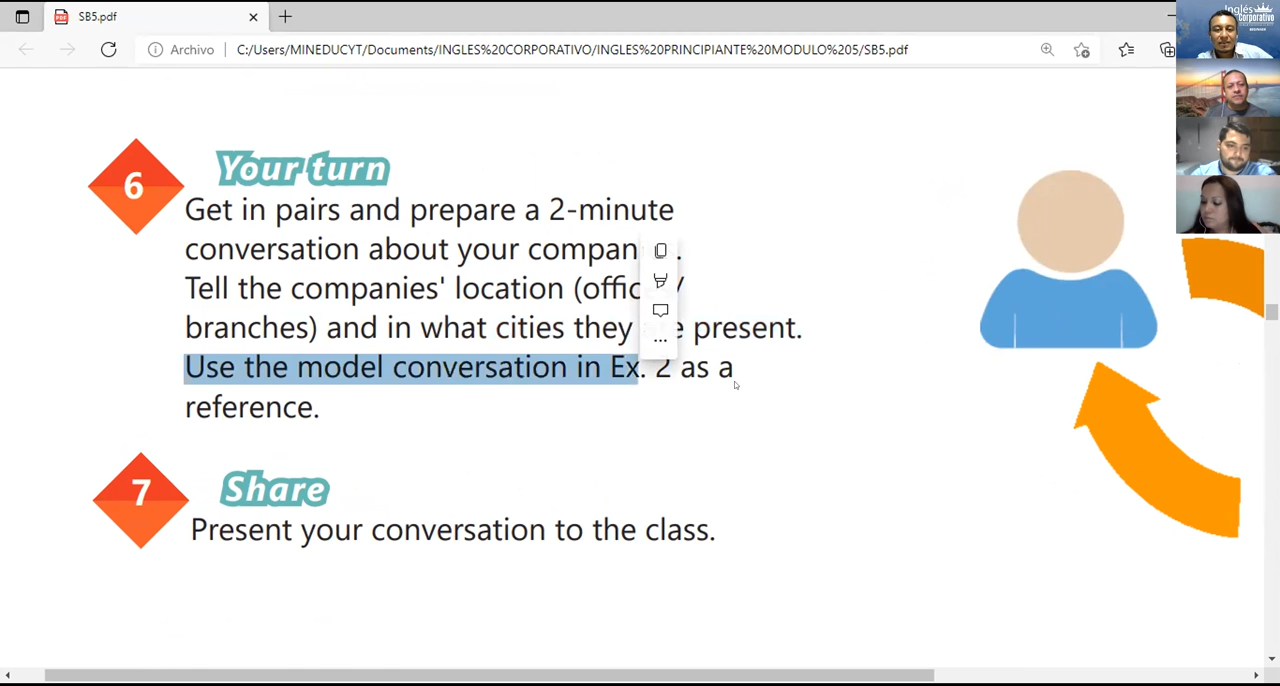 SB5.pdf
Archivo
C:/Users/MINEDUCYT/Documents/INGLES%20CORPORATIVO/INGLES%20PRINCIPIANTE%20MODULO%205/SB5.pdf
Inglés
Corporativo
6
Your turn
Get in pairs and prepare a 2-minute
conversation about your
Tell the companies' location
branches) and in what cities they present.
Use the model conversation in Ex. 2 as a
reference.
7
Share
Present your conversation to the class.